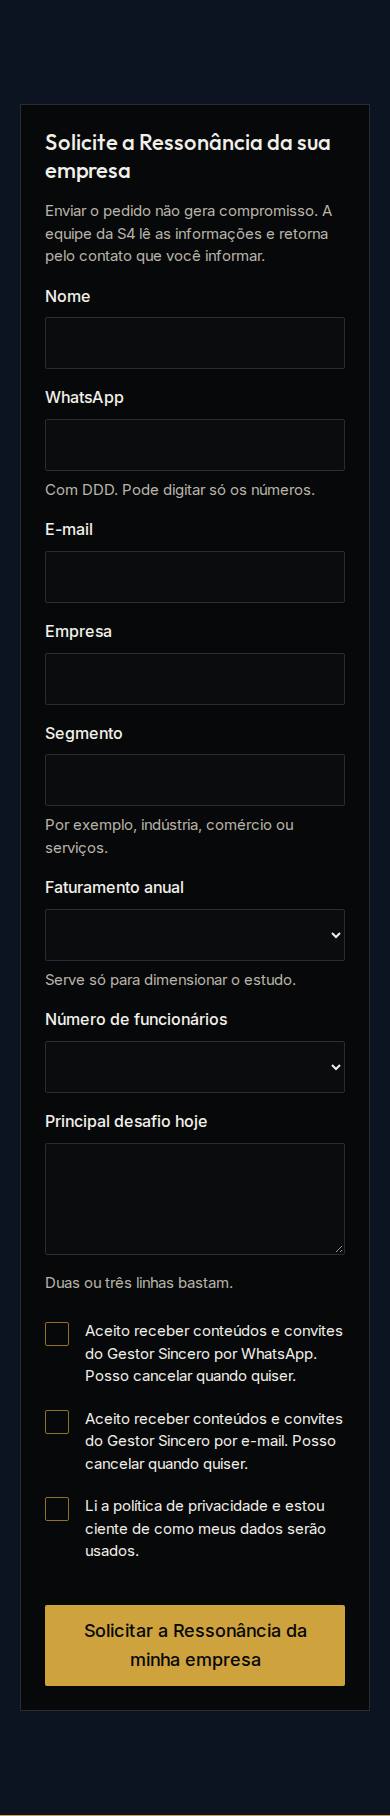 Solicite a Ressonância da sua
empresa
Enviar o pedido não gera compromisso. A
equipe da S4 lê as informações e retorna
pelo contato que você informar.
Nome
WhatsApp
Com DDD. Pode digitar só os números.
E-mail
Empresa
Segmento
Por exemplo, indústria, comércio ou
serviços.
Faturamento anual
Serve só para dimensionar o estudo.
Número de funcionários
Principal desafio hoje
Duas ou três linhas bastam.
Aceito receber conteúdos e convites
do Gestor Sincero por WhatsApp.
Posso cancelar quando quiser.
Aceito receber conteúdos e convites
do Gestor Sincero por e-mail. Posso
cancelar quando quiser.
Li a política de privacidade e estou
ciente de como meus dados serão
usados.
Solicitar a Ressonância da
minha empresa